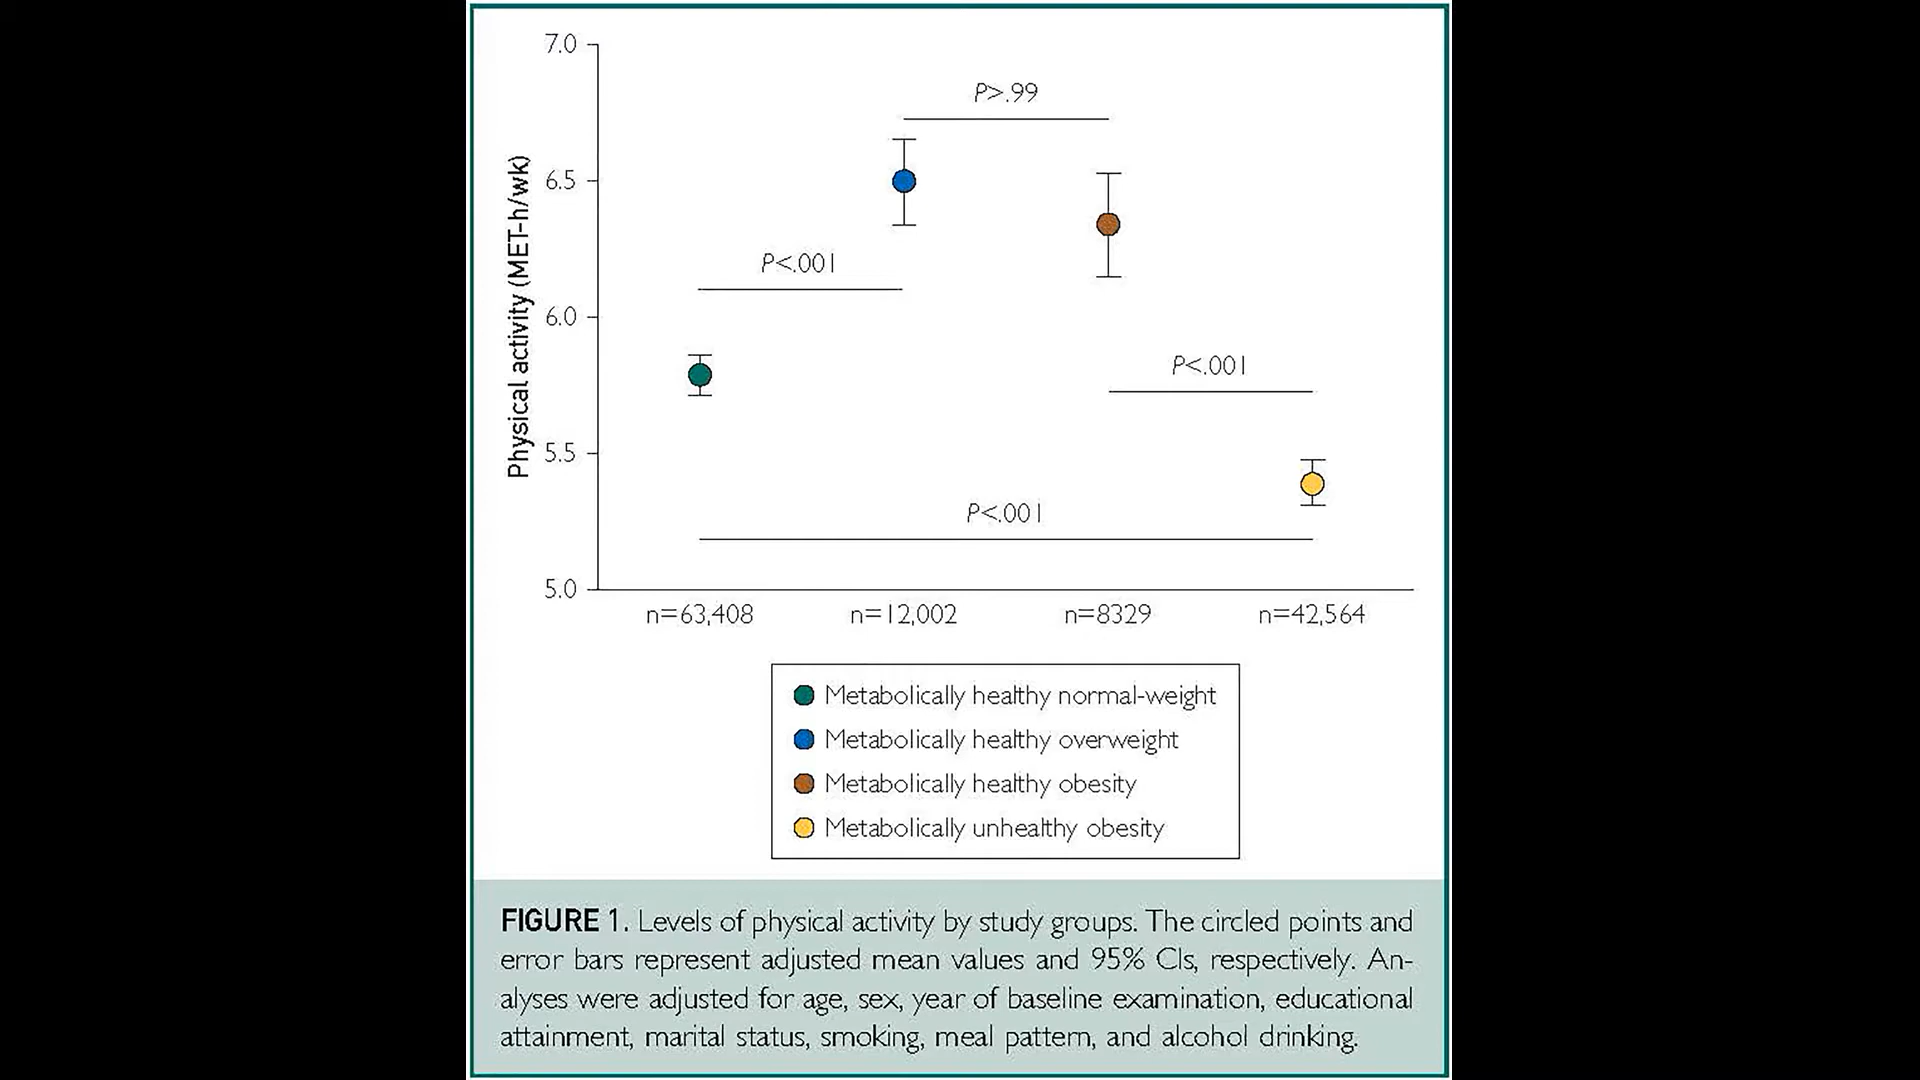 7.0
P>.99
6.5
P<.001
6.0
P<.001
5.5
P<.001
5.0
Physical activity (MET-h/wk)
n=63,408 n=12,002 n=8329 n=42,564
Metabolically healthy normal-weight
Metabolically healthy overweight
Metabolically healthy obesity
Metabolically unhealthy obesity
FIGURE 1. Levels of physical activity by study groups. The circled points and
error bars represent adjusted mean values and 95% CIs, respectively. An-
alyses were adjusted for age, sex, year of baseline examination, educational
attainment, marital status, smoking, meal pattern, and alcohol drinking.